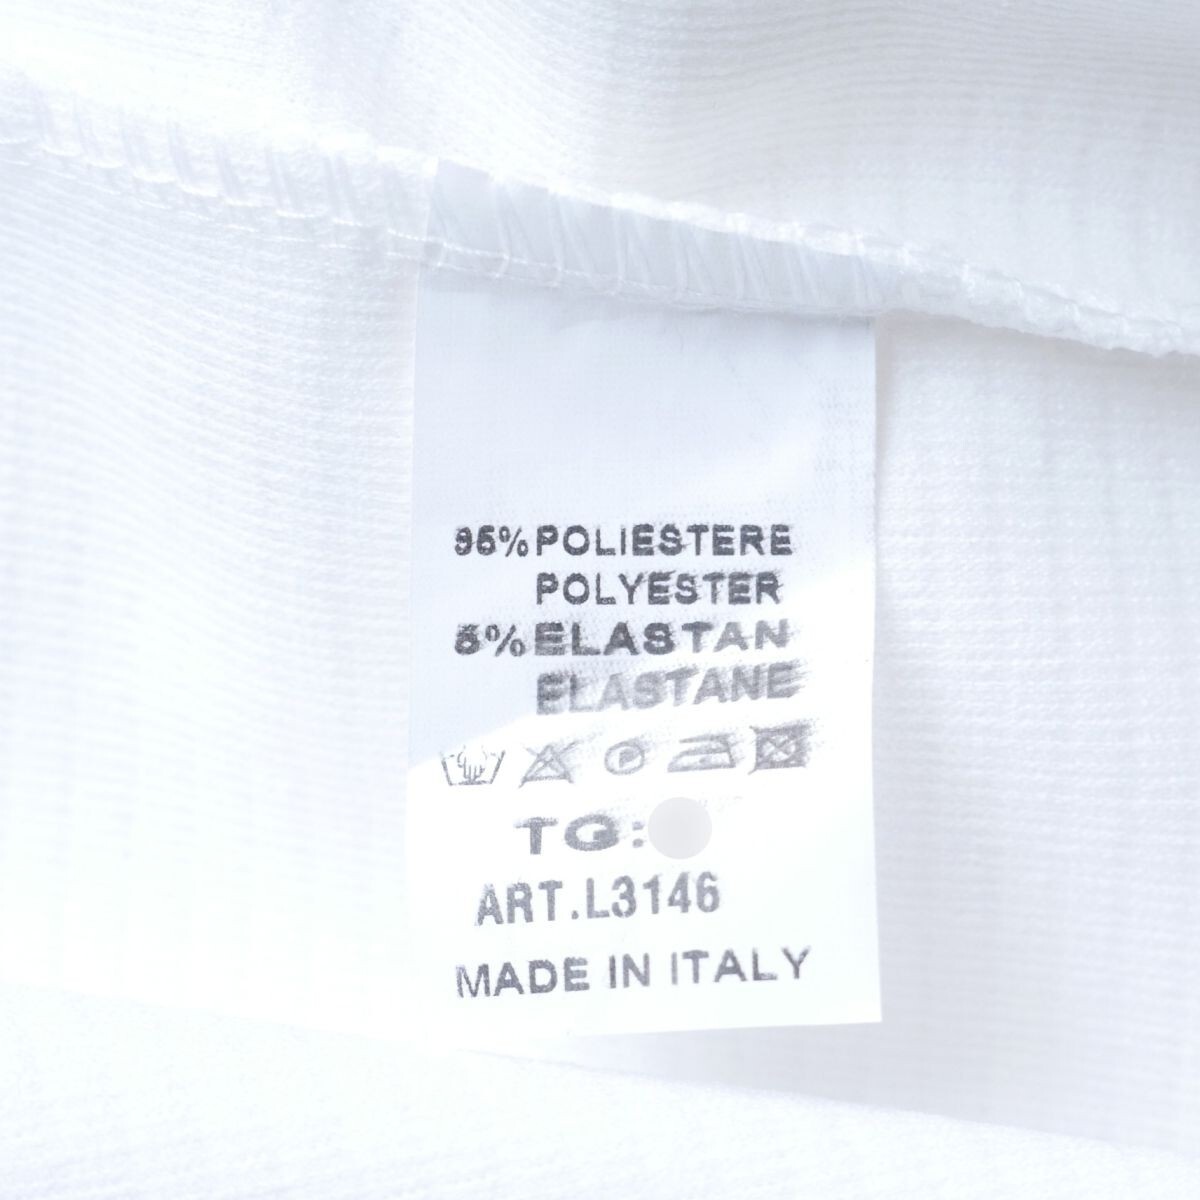 95% POLIESTERE
POLYESTER
5% ELASTAN
ELASTANE
TG:
ART.L3146
MADE IN ITALY